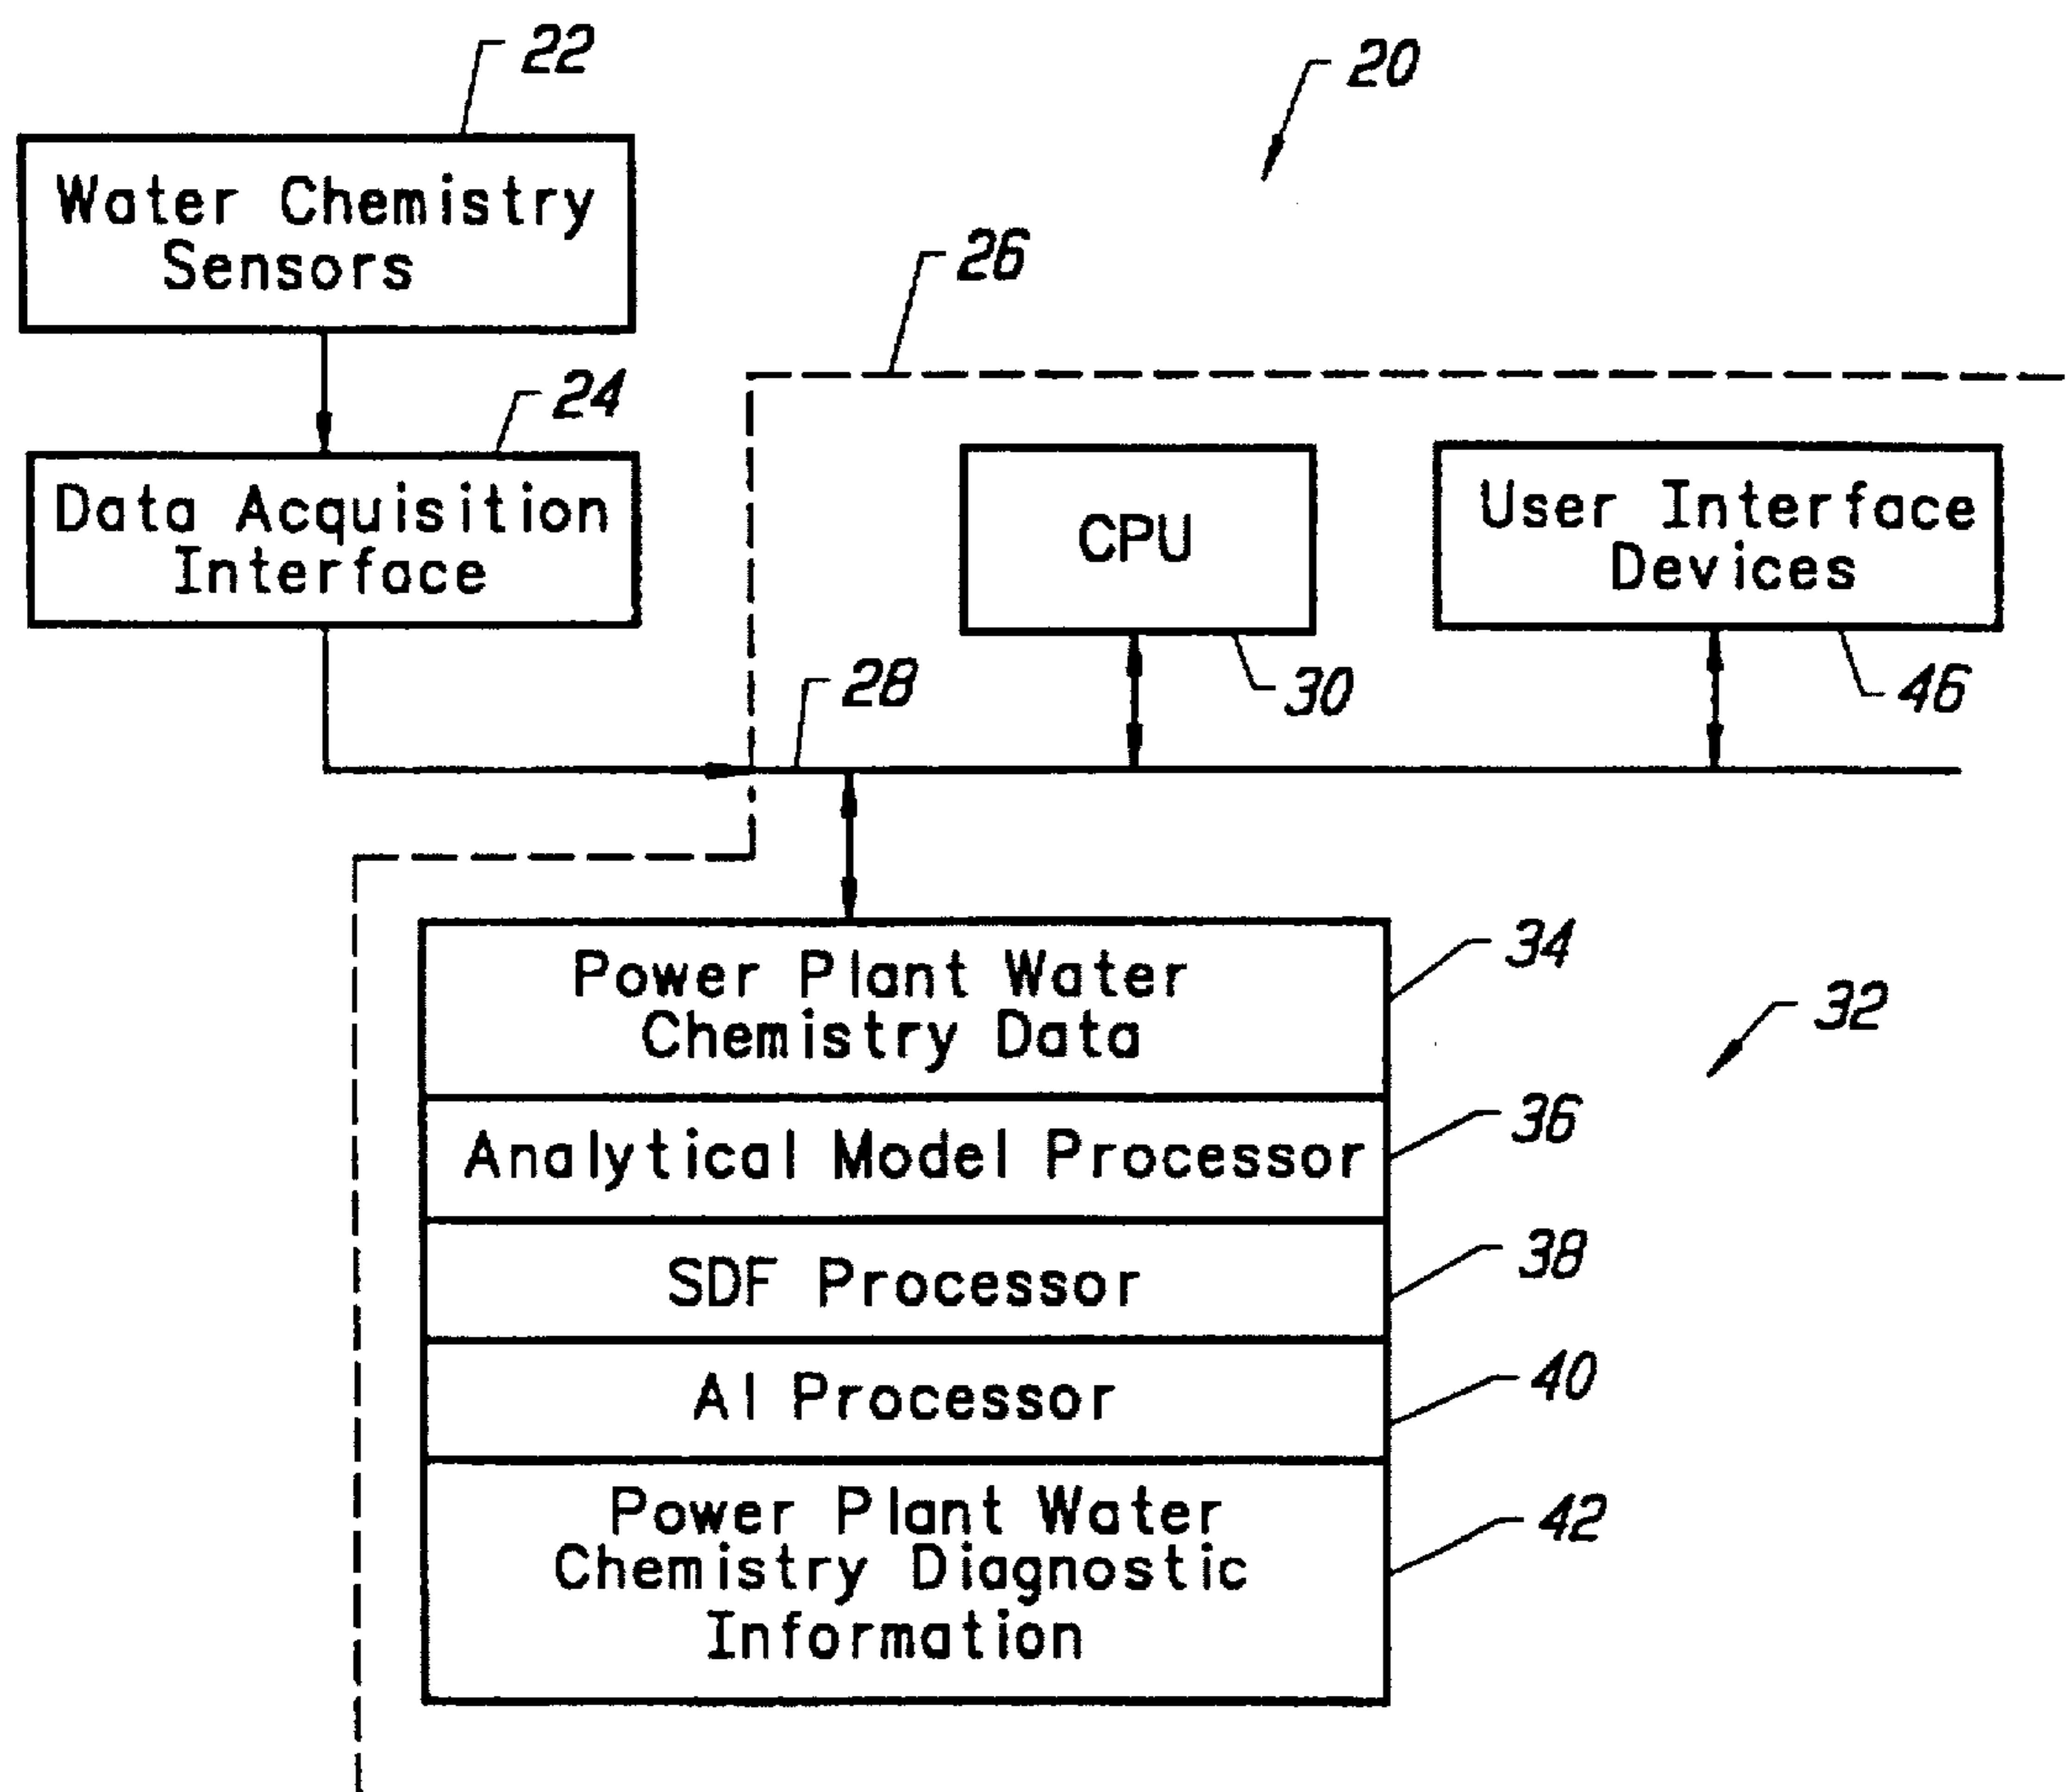 22
20
Water Chemistry
Sensors
26
24
Data Acquisition
Interface
CPU
User Interface
Devices
28
30
46
Power Plant Water
Chemistry Data
34
32
Analytical Model Processor
36
SDF Processor
38
AI Processor
40
Power Plant Water
Chemistry Diagnostic
Information
42